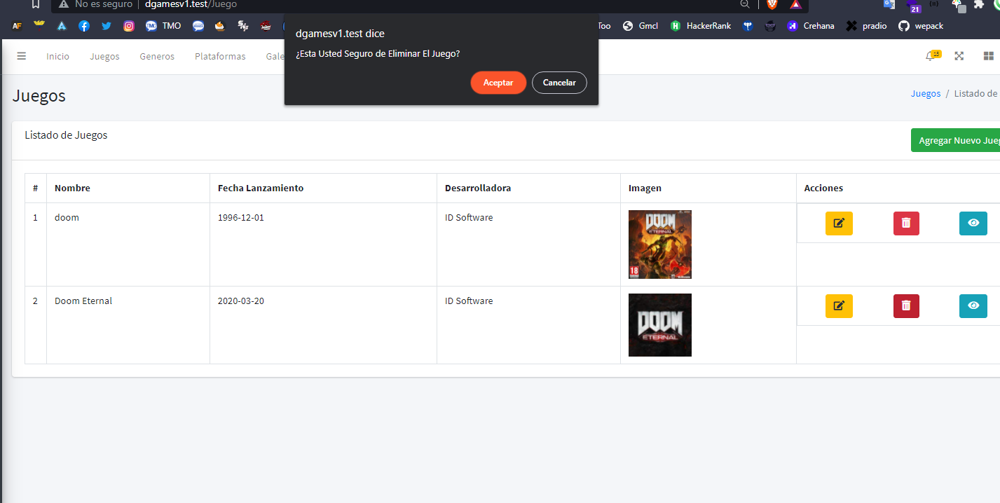 No es seguro | dgamesv1.test/Juego
21
AF TMO Too Gmcl HackerRank Crehana pradio wepack
dgamesv1.test dice
¿Esta Usted Seguro de Eliminar El Juego?
Aceptar Cancelar
Inicio Juegos Generos Plataformas Gale
15
Juegos
Juegos / Listado de
Listado de Juegos
Agregar Nuevo Jueg
# Nombre Fecha Lanzamiento Desarrolladora Imagen Acciones
1 doom 1996-12-01 ID Software
DOOM
ETERNAL
18
2 Doom Eternal 2020-03-20 ID Software
DOOM
ETERNAL